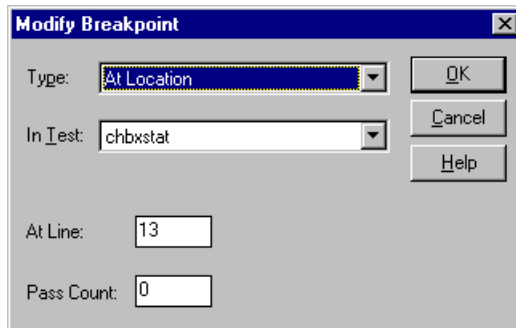 Modify Breakpoint
Type: At Location
OK
In Test: chbxstat
Cancel
Help
At Line: 13
Pass Count: 0